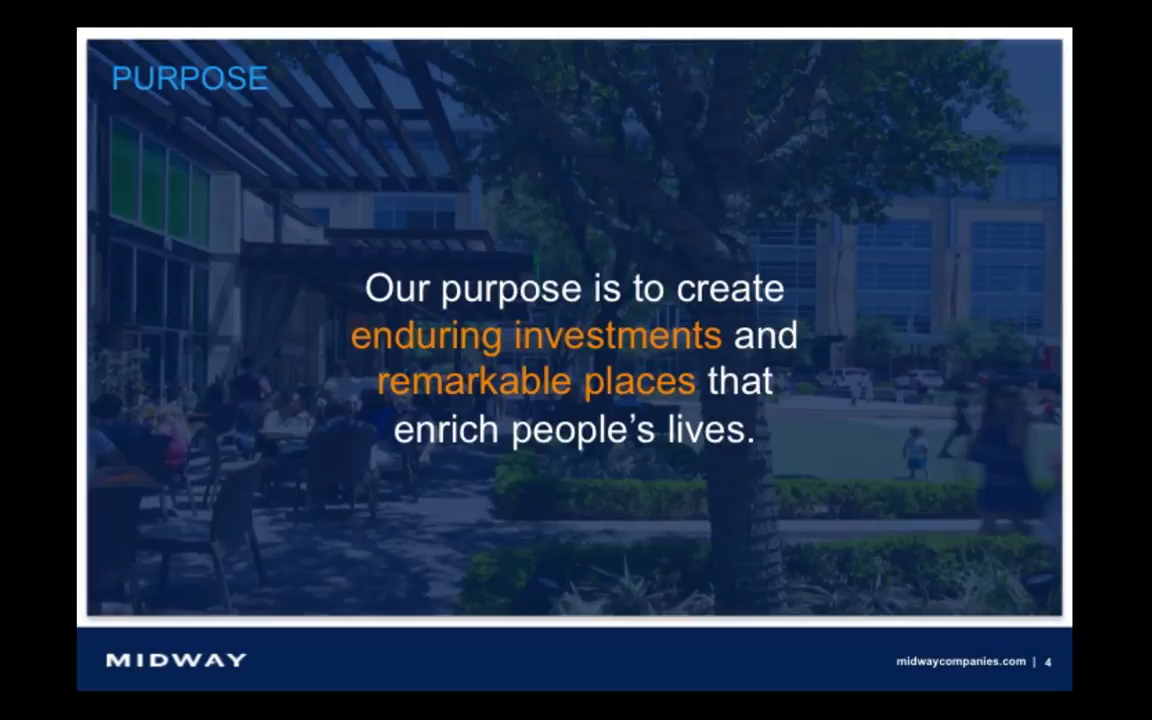 PURPOSE
Our purpose is to create
enduring investments and
remarkable places that
enrich people’s lives.
MIDWAY
midwaycompanies.com | 4